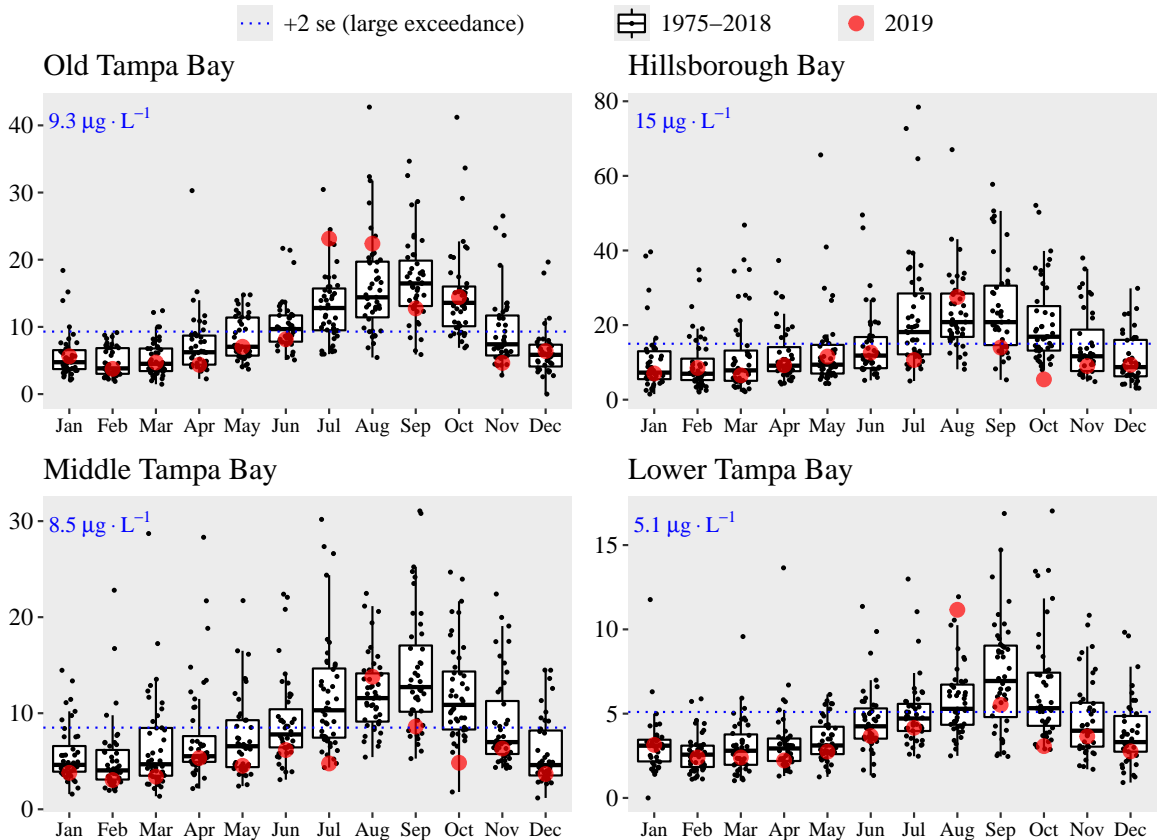 +2 se (large exceedance) 1975–2018 2019
Old Tampa Bay
9.3 μg · L⁻¹
40
30
20
10
0
Jan Feb Mar Apr May Jun Jul Aug Sep Oct Nov Dec
Hillsborough Bay
15 μg · L⁻¹
80
60
40
20
0
Jan Feb Mar Apr May Jun Jul Aug Sep Oct Nov Dec
Middle Tampa Bay
8.5 μg · L⁻¹
30
20
10
0
Jan Feb Mar Apr May Jun Jul Aug Sep Oct Nov Dec
Lower Tampa Bay
5.1 μg · L⁻¹
15
10
5
0
Jan Feb Mar Apr May Jun Jul Aug Sep Oct Nov Dec